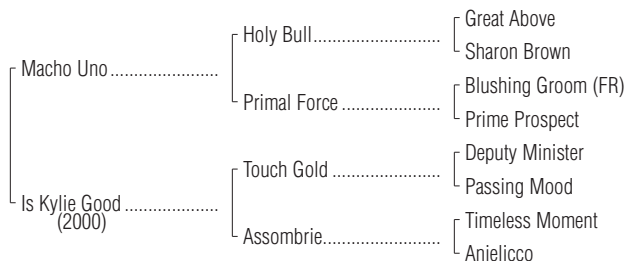 Great Above
Holy Bull
Sharon Brown
Macho Uno
Blushing Groom (FR)
Primal Force
Prime Prospect
Deputy Minister
Touch Gold
Passing Mood
Is Kylie Good
(2000)
Timeless Moment
Assombrie
Anielicco